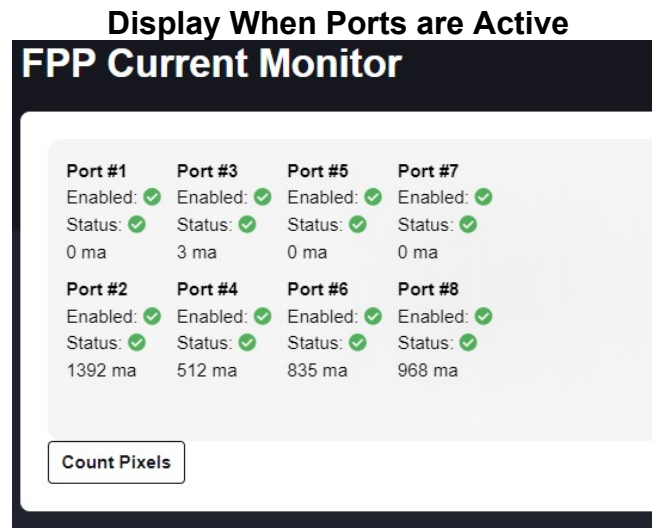 Display When Ports are Active
FPP Current Monitor
Port #1 Port #3 Port #5 Port #7
Enabled: Enabled: Enabled: Enabled:
Status: Status: Status: Status:
0 ma 3 ma 0 ma 0 ma
Port #2 Port #4 Port #6 Port #8
Enabled: Enabled: Enabled: Enabled:
Status: Status: Status: Status:
1392 ma 512 ma 835 ma 968 ma
Count Pixels